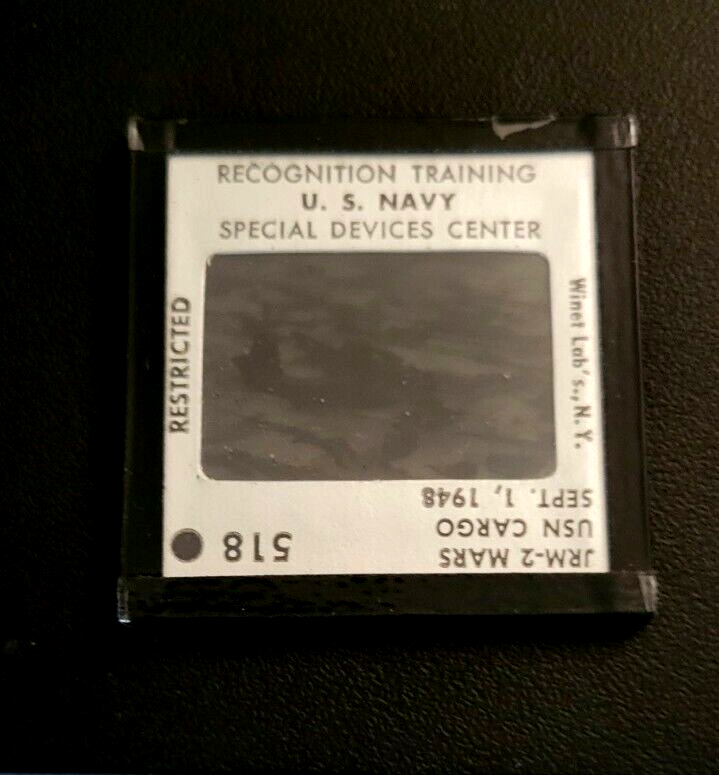 RECOGNITION TRAINING
U. S. NAVY
SPECIAL DEVICES CENTER
RESTRICTED
Winet Lab's., N.Y.
JRM-2 MARS
USN CARGO
SEPT. 1, 1948
518